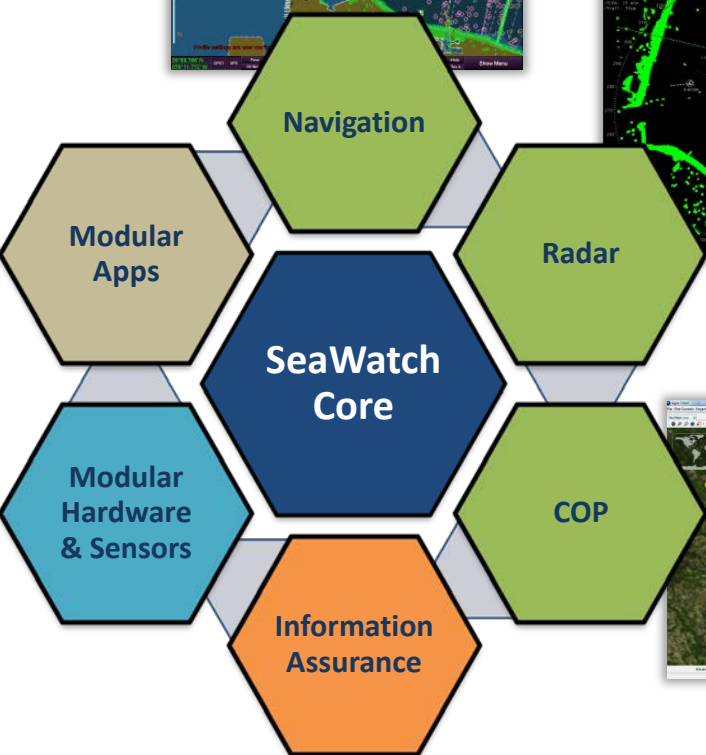 Show Menu
Navigation
Modular
Apps
Radar
SeaWatch
Core
Modular
Hardware
& Sensors
COP
Information
Assurance